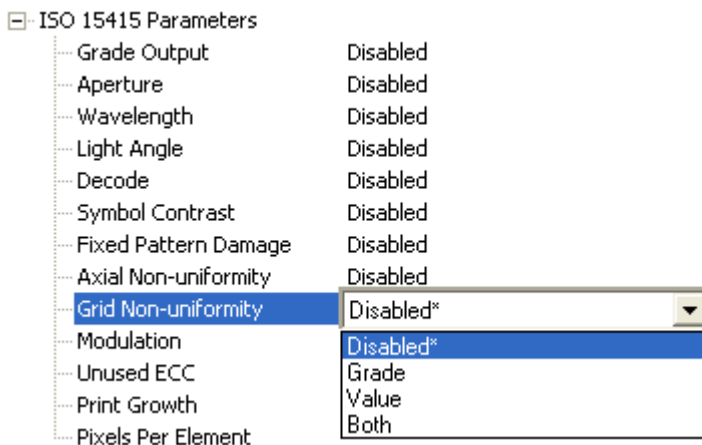 ISO 15415 Parameters
Grade Output Disabled
Aperture Disabled
Wavelength Disabled
Light Angle Disabled
Decode Disabled
Symbol Contrast Disabled
Fixed Pattern Damage Disabled
Axial Non-uniformity Disabled
Grid Non-uniformity Disabled*
Modulation Disabled*
Unused ECC Grade
Print Growth Value
Pixels Per Element Both